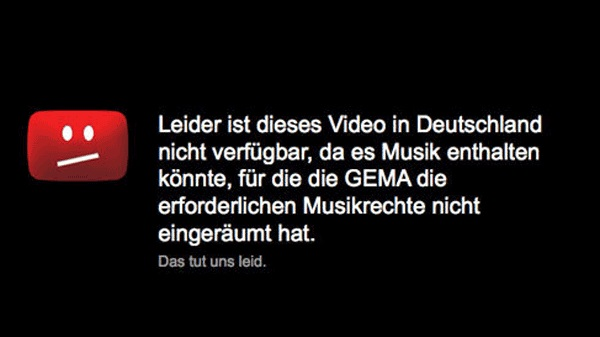 Leider ist dieses Video in Deutschland
nicht verfügbar, da es Musik enthalten
könnte, für die die GEMA die
erforderlichen Musikrechte nicht
eingeräumt hat.
Das tut uns leid.